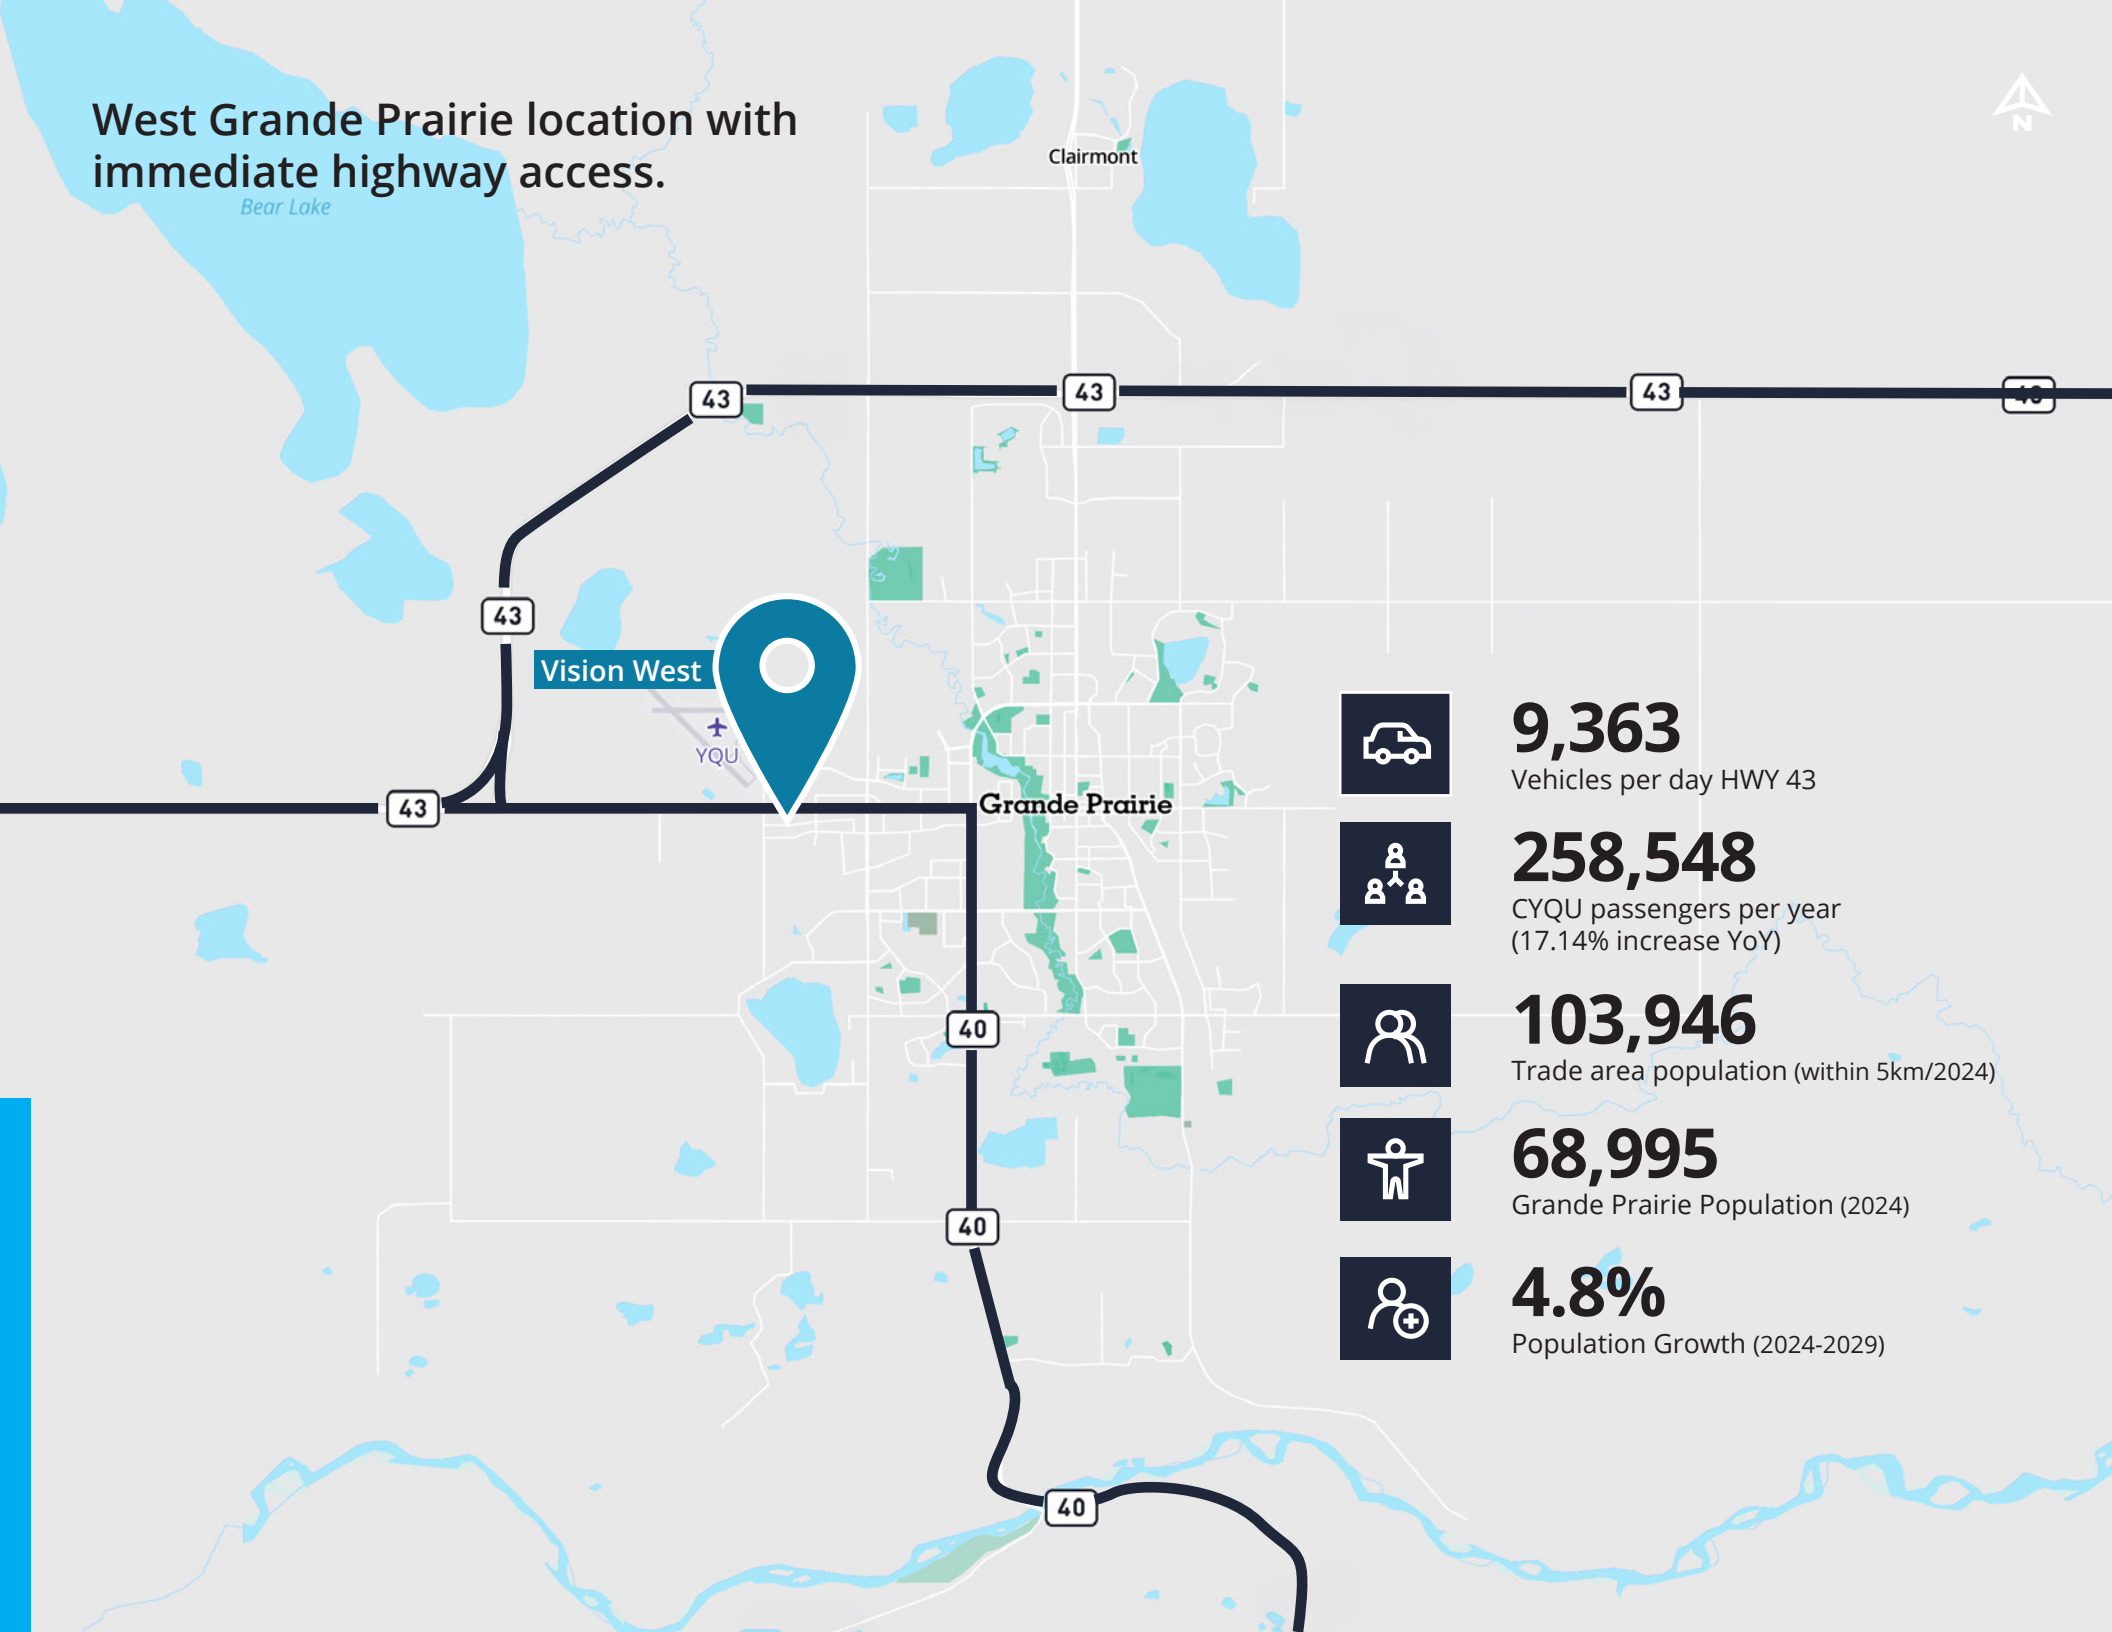 West Grande Prairie location with
immediate highway access.
Bear Lake
N
Clairmont
43
43
43
43
Vision West
YQU
43
Grande Prairie
40
40
40
9,363
Vehicles per day HWY 43
258,548
CYQU passengers per year
(17.14% increase YoY)
103,946
Trade area population (within 5km/2024)
68,995
Grande Prairie Population (2024)
4.8%
Population Growth (2024-2029)